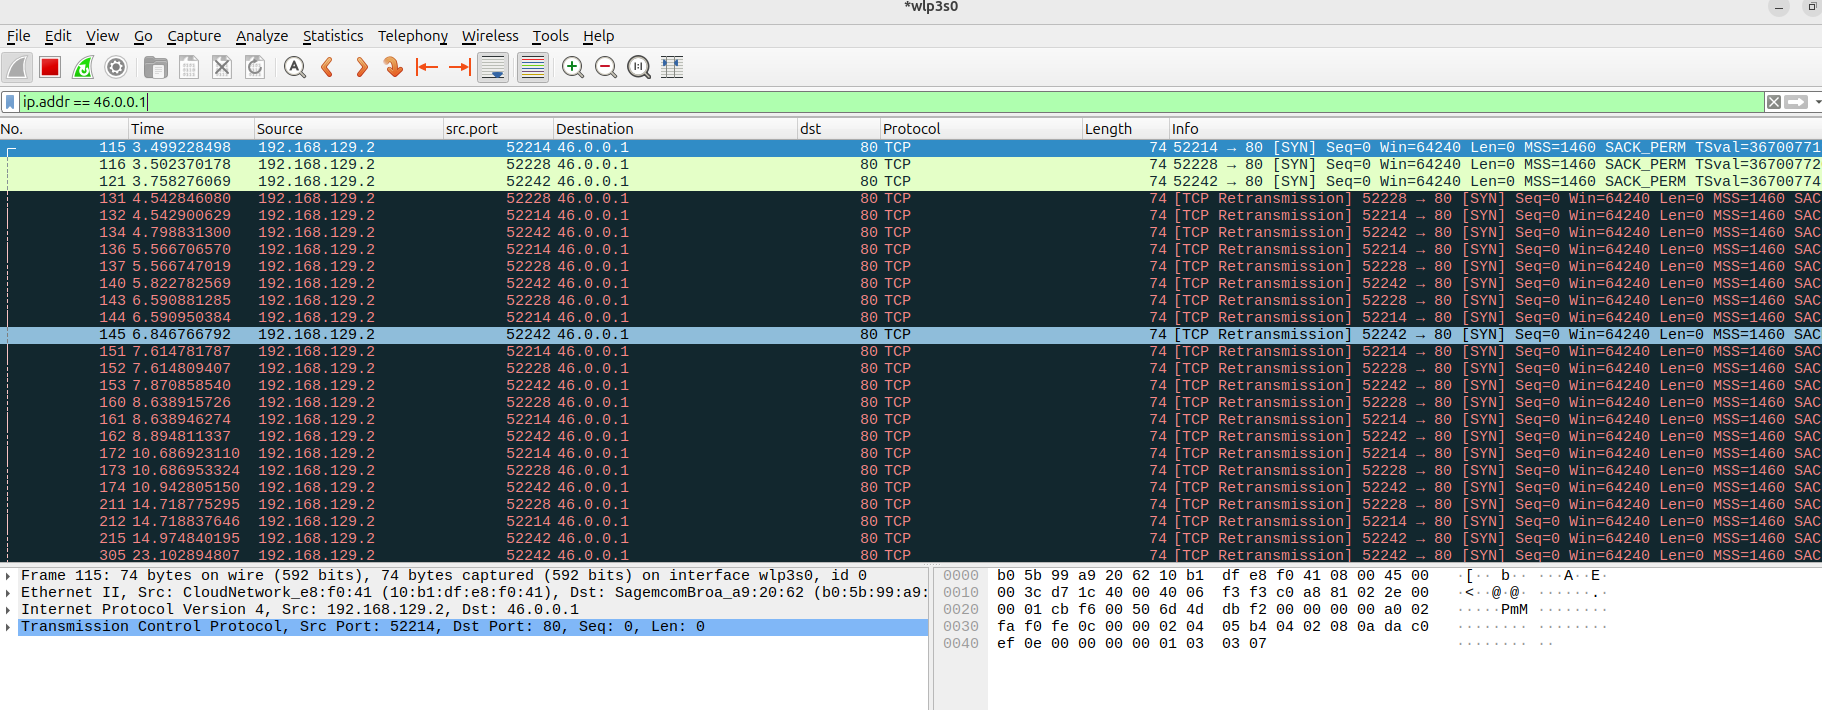 *wlp3s0
File Edit View Go Capture Analyze Statistics Telephony Wireless Tools Help
ip.addr == 46.0.0.1
No. Time Source src.port Destination dst Protocol Length Info
115 3.499228498 192.168.129.2 52214 46.0.0.1 80 TCP 74 52214 → 80 [SYN] Seq=0 Win=64240 Len=0 MSS=1460 SACK_PERM TSval=36700771
116 3.502370178 192.168.129.2 52228 46.0.0.1 80 TCP 74 52228 → 80 [SYN] Seq=0 Win=64240 Len=0 MSS=1460 SACK_PERM TSval=36700772
121 3.758276069 192.168.129.2 52242 46.0.0.1 80 TCP 74 52242 → 80 [SYN] Seq=0 Win=64240 Len=0 MSS=1460 SACK_PERM TSval=36700774
131 4.542846080 192.168.129.2 52228 46.0.0.1 80 TCP 74 [TCP Retransmission] 52228 → 80 [SYN] Seq=0 Win=64240 Len=0 MSS=1460 SAC
132 4.542900629 192.168.129.2 52214 46.0.0.1 80 TCP 74 [TCP Retransmission] 52214 → 80 [SYN] Seq=0 Win=64240 Len=0 MSS=1460 SAC
134 4.798831300 192.168.129.2 52242 46.0.0.1 80 TCP 74 [TCP Retransmission] 52242 → 80 [SYN] Seq=0 Win=64240 Len=0 MSS=1460 SAC
136 5.566706570 192.168.129.2 52214 46.0.0.1 80 TCP 74 [TCP Retransmission] 52214 → 80 [SYN] Seq=0 Win=64240 Len=0 MSS=1460 SAC
137 5.566747019 192.168.129.2 52228 46.0.0.1 80 TCP 74 [TCP Retransmission] 52228 → 80 [SYN] Seq=0 Win=64240 Len=0 MSS=1460 SAC
140 5.822782569 192.168.129.2 52242 46.0.0.1 80 TCP 74 [TCP Retransmission] 52242 → 80 [SYN] Seq=0 Win=64240 Len=0 MSS=1460 SAC
143 6.590881285 192.168.129.2 52228 46.0.0.1 80 TCP 74 [TCP Retransmission] 52228 → 80 [SYN] Seq=0 Win=64240 Len=0 MSS=1460 SAC
144 6.590950384 192.168.129.2 52214 46.0.0.1 80 TCP 74 [TCP Retransmission] 52214 → 80 [SYN] Seq=0 Win=64240 Len=0 MSS=1460 SAC
145 6.846766792 192.168.129.2 52242 46.0.0.1 80 TCP 74 [TCP Retransmission] 52242 → 80 [SYN] Seq=0 Win=64240 Len=0 MSS=1460 SAC
151 7.614781787 192.168.129.2 52214 46.0.0.1 80 TCP 74 [TCP Retransmission] 52214 → 80 [SYN] Seq=0 Win=64240 Len=0 MSS=1460 SAC
152 7.614809407 192.168.129.2 52228 46.0.0.1 80 TCP 74 [TCP Retransmission] 52228 → 80 [SYN] Seq=0 Win=64240 Len=0 MSS=1460 SAC
153 7.870858540 192.168.129.2 52242 46.0.0.1 80 TCP 74 [TCP Retransmission] 52242 → 80 [SYN] Seq=0 Win=64240 Len=0 MSS=1460 SAC
160 8.638915726 192.168.129.2 52228 46.0.0.1 80 TCP 74 [TCP Retransmission] 52228 → 80 [SYN] Seq=0 Win=64240 Len=0 MSS=1460 SAC
161 8.638946274 192.168.129.2 52214 46.0.0.1 80 TCP 74 [TCP Retransmission] 52214 → 80 [SYN] Seq=0 Win=64240 Len=0 MSS=1460 SAC
162 8.894811337 192.168.129.2 52242 46.0.0.1 80 TCP 74 [TCP Retransmission] 52242 → 80 [SYN] Seq=0 Win=64240 Len=0 MSS=1460 SAC
172 10.686923110 192.168.129.2 52214 46.0.0.1 80 TCP 74 [TCP Retransmission] 52214 → 80 [SYN] Seq=0 Win=64240 Len=0 MSS=1460 SAC
173 10.686953324 192.168.129.2 52228 46.0.0.1 80 TCP 74 [TCP Retransmission] 52228 → 80 [SYN] Seq=0 Win=64240 Len=0 MSS=1460 SAC
174 10.942805150 192.168.129.2 52242 46.0.0.1 80 TCP 74 [TCP Retransmission] 52242 → 80 [SYN] Seq=0 Win=64240 Len=0 MSS=1460 SAC
211 14.718775295 192.168.129.2 52228 46.0.0.1 80 TCP 74 [TCP Retransmission] 52228 → 80 [SYN] Seq=0 Win=64240 Len=0 MSS=1460 SAC
212 14.718837646 192.168.129.2 52214 46.0.0.1 80 TCP 74 [TCP Retransmission] 52214 → 80 [SYN] Seq=0 Win=64240 Len=0 MSS=1460 SAC
215 14.974840195 192.168.129.2 52242 46.0.0.1 80 TCP 74 [TCP Retransmission] 52242 → 80 [SYN] Seq=0 Win=64240 Len=0 MSS=1460 SAC
305 23.102894807 192.168.129.2 52242 46.0.0.1 80 TCP 74 [TCP Retransmission] 52242 → 80 [SYN] Seq=0 Win=64240 Len=0 MSS=1460 SAC
Frame 115: 74 bytes on wire (592 bits), 74 bytes captured (592 bits) on interface wlp3s0, id 0
Ethernet II, Src: CloudNetwork_e8:f0:41 (10:b1:df:e8:f0:41), Dst: SagemcomBroa_a9:20:62 (b0:5b:99:a9:
Internet Protocol Version 4, Src: 192.168.129.2, Dst: 46.0.0.1
Transmission Control Protocol, Src Port: 52214, Dst Port: 80, Seq: 0, Len: 0
0000 b0 5b 99 a9 20 62 10 b1 df e8 f0 41 08 00 45 00 ·[·· b·· ···A··E·
0010 00 3c d7 1c 40 00 40 06 f3 f3 c0 a8 81 02 2e 00 ·<··@·@· ······.·
0020 00 01 cb f6 00 50 6d 4d db f2 00 00 00 00 a0 02 ·····PmM ········
0030 fa f0 fe 0c 00 00 02 04 05 b4 04 02 08 0a da c0 ········ ········
0040 ef 0e 00 00 00 00 01 03 03 07 ········ ··